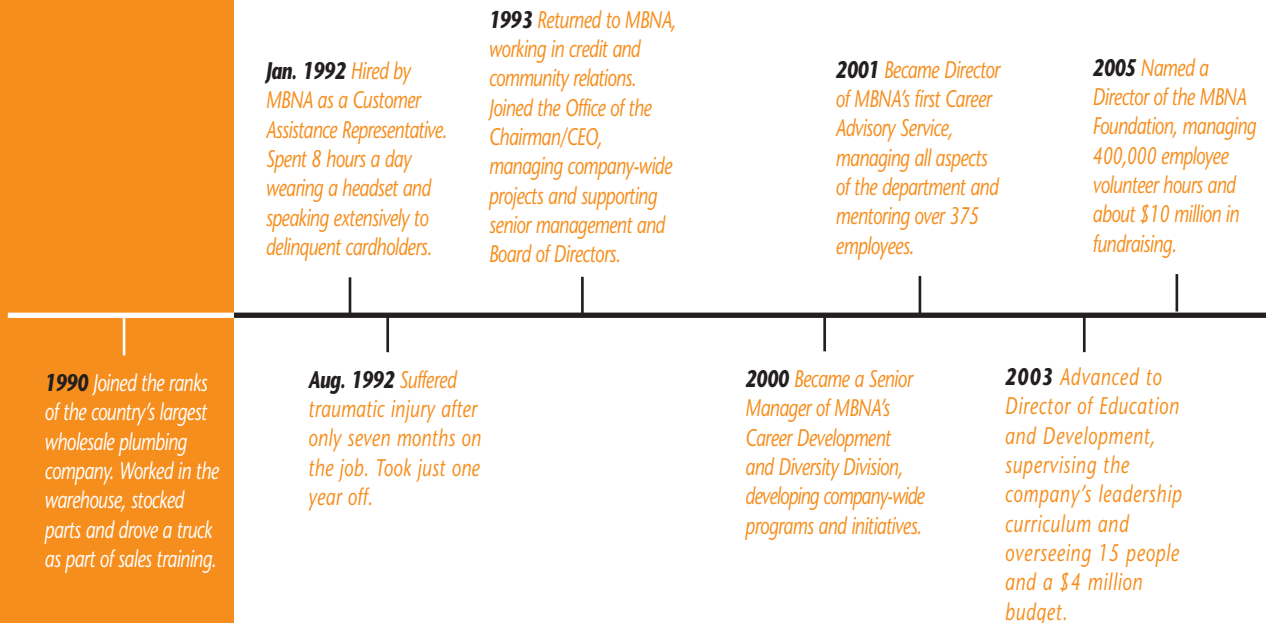 1990 Joined the ranks
of the country's largest
wholesale plumbing
company. Worked in the
warehouse, stocked
parts and drove a truck
as part of sales training.
Jan. 1992 Hired by
MBNA as a Customer
Assistance Representative.
Spent 8 hours a day
wearing a headset and
speaking extensively to
delinquent cardholders.
Aug. 1992 Suffered
traumatic injury after
only seven months on
the job. Took just one
year off.
1993 Returned to MBNA,
working in credit and
community relations.
Joined the Office of the
Chairman/CEO,
managing company-wide
projects and supporting
senior management and
Board of Directors.
2000 Became a Senior
Manager of MBNA's
Career Development
and Diversity Division,
developing company-wide
programs and initiatives.
2001 Became Director
of MBNA's first Career
Advisory Service,
managing all aspects
of the department and
mentoring over 375
employees.
2003 Advanced to
Director of Education
and Development,
supervising the
company's leadership
curriculum and
overseeing 15 people
and a $4 million
budget.
2005 Named a
Director of the MBNA
Foundation, managing
400,000 employee
volunteer hours and
about $10 million in
fundraising.